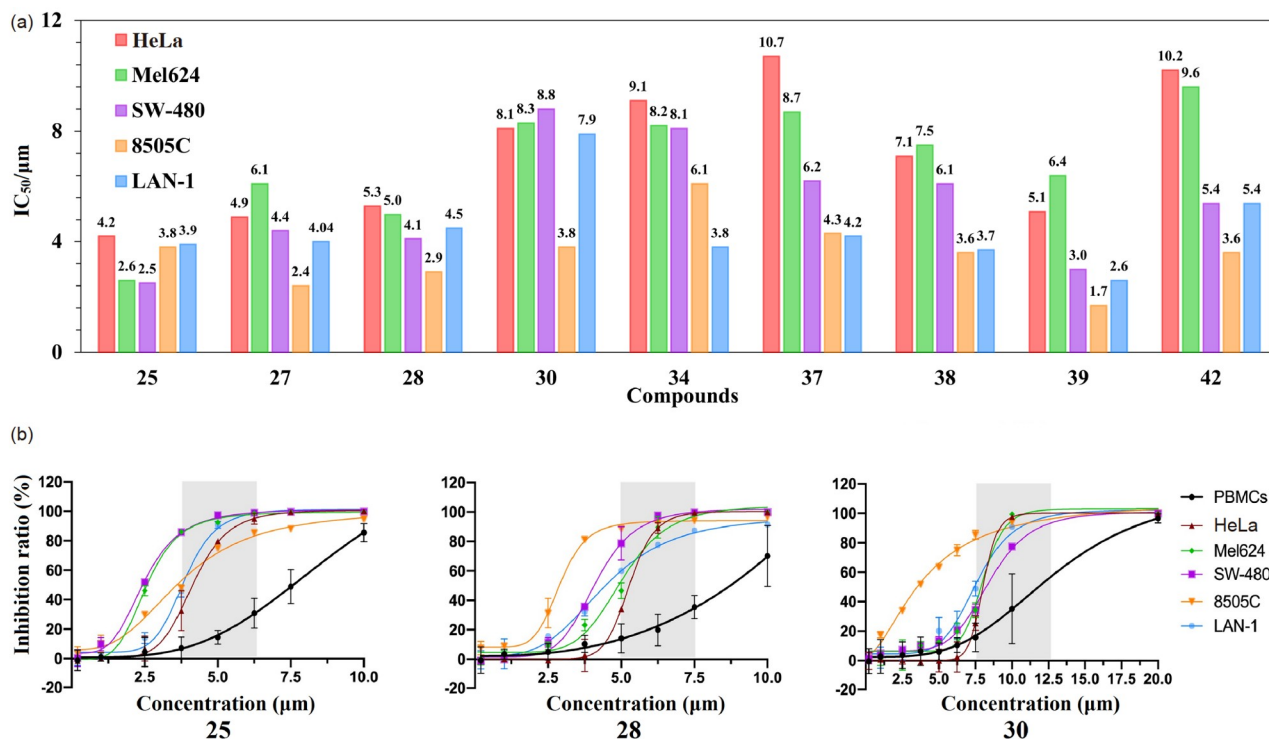 (a)
12
8
4
0
IC₅₀/μm
HeLa
Mel624
SW-480
8505C
LAN-1
4.2 2.6 2.5 3.8 3.9
4.9 6.1 4.4 2.4 4.04
5.3 5.0 4.1 2.9 4.5
8.1 8.3 8.8 3.8 7.9
9.1 8.2 8.1 6.1 3.8
10.7 8.7 6.2 4.3 4.2
7.1 7.5 6.1 3.6 3.7
5.1 6.4 3.0 1.7 2.6
10.2 9.6 5.4 3.6 5.4
25 27 28 30 34 37 38 39 42
Compounds
(b)
Inhibition ratio (%)
120
100
80
60
40
20
0
-20
2.5 5.0 7.5 10.0
Concentration (μm)
25
120
100
80
60
40
20
0
-20
2.5 5.0 7.5 10.0
Concentration (μm)
28
120
100
80
60
40
20
0
-20
2.5 5.0 7.5 10.0 12.5 15.0 17.5 20.0
Concentration (μm)
30
PBMCs
HeLa
Mel624
SW-480
8505C
LAN-1